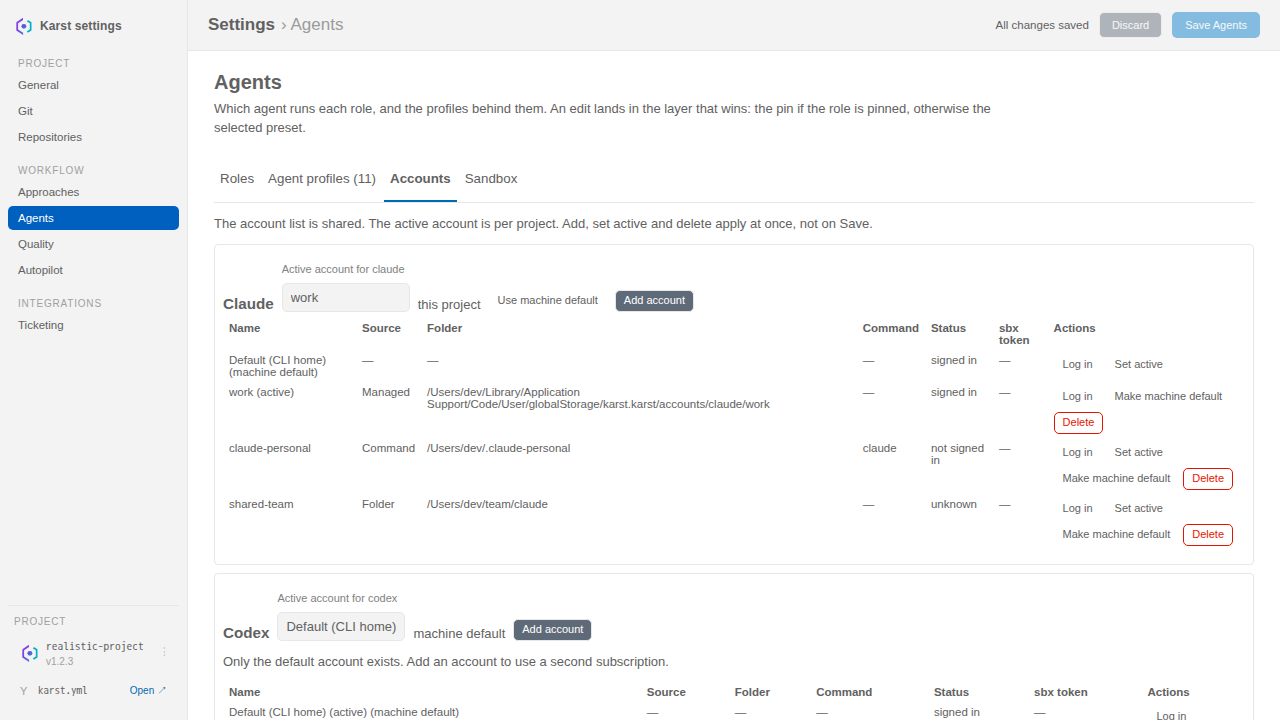 Karst settings
Settings › Agents
All changes saved
Discard
Save Agents
PROJECT
General
Git
Repositories
WORKFLOW
Approaches
Agents
Quality
Autopilot
INTEGRATIONS
Ticketing
PROJECT
realistic-project
v1.2.3
Y karst.yml Open ↗
Agents
Which agent runs each role, and the profiles behind them. An edit lands in the layer that wins: the pin if the role is pinned, otherwise the
selected preset.
Roles Agent profiles (11) Accounts Sandbox
The account list is shared. The active account is per project. Add, set active and delete apply at once, not on Save.
Active account for claude
Claude work this project Use machine default Add account
Name Source Folder Command Status sbx token Actions
Default (CLI home) (machine default) — — — signed in — Log in Set active
work (active) Managed /Users/dev/Library/Application Support/Code/User/globalStorage/karst.karst/accounts/claude/work — signed in — Log in Make machine default
Delete
claude-personal Command /Users/dev/.claude-personal claude not signed in — Log in Set active
Make machine default Delete
shared-team Folder /Users/dev/team/claude — unknown — Log in Set active
Make machine default Delete
Active account for codex
Codex Default (CLI home) machine default Add account
Only the default account exists. Add an account to use a second subscription.
Name Source Folder Command Status sbx token Actions
Default (CLI home) (active) (machine default) — — — signed in — Log in